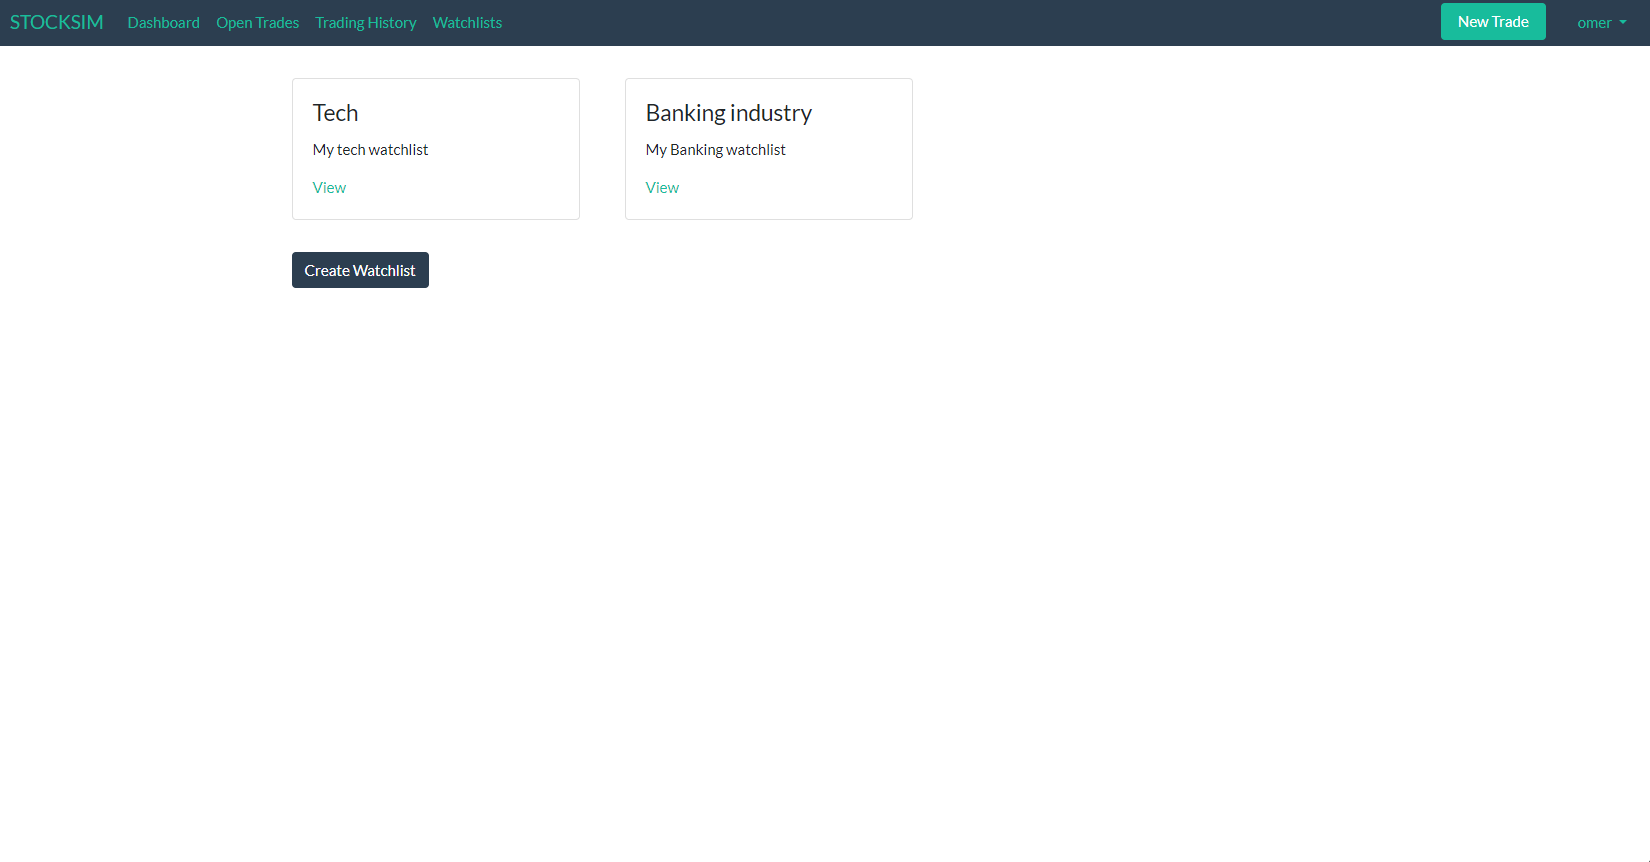 STOCKSIM Dashboard Open Trades Trading History Watchlists New Trade omer
Tech
My tech watchlist
View
Banking industry
My Banking watchlist
View
Create Watchlist